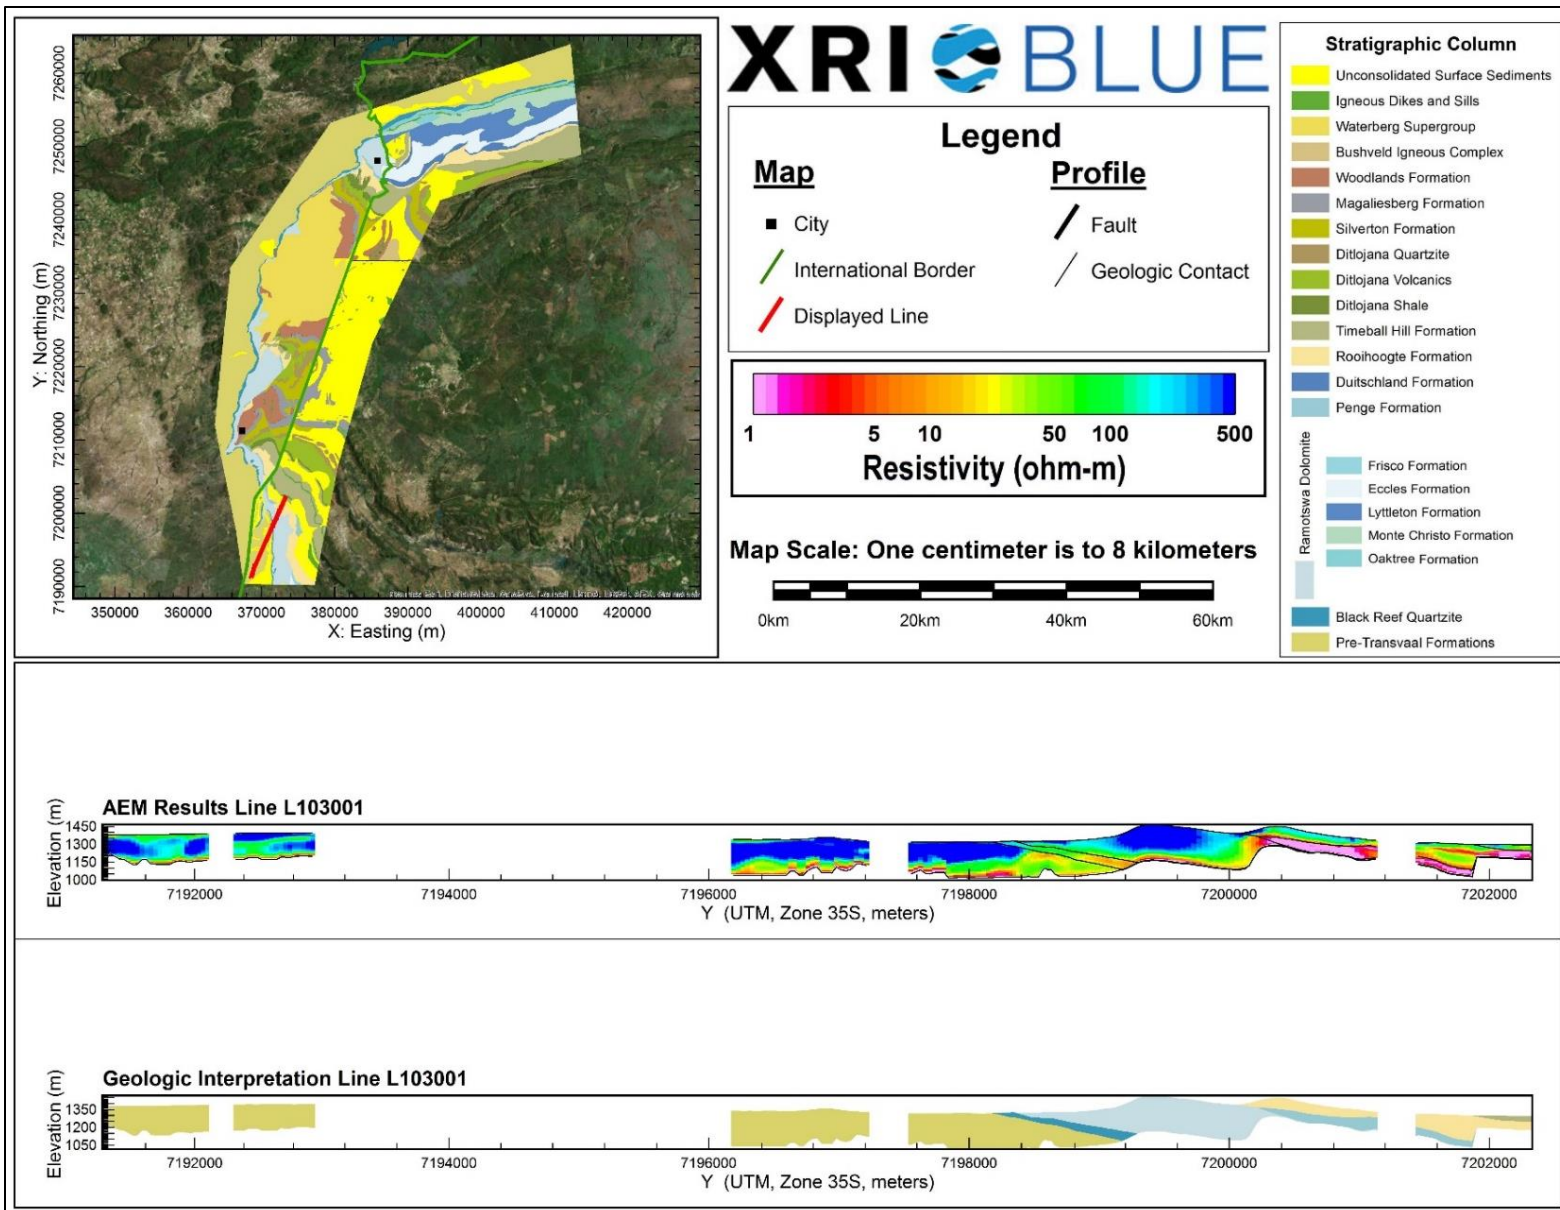 7260000
7250000
7240000
7230000
7220000
7210000
7200000
7190000
Y: Northing (m)
350000 360000 370000 380000 390000 400000 410000 420000
X: Easting (m)
XRI BLUE
Legend
Map
City
International Border
Displayed Line
Profile
Fault
Geologic Contact
1 5 10 50 100 500
Resistivity (ohm-m)
Map Scale: One centimeter is to 8 kilometers
0km 20km 40km 60km
Stratigraphic Column
Unconsolidated Surface Sediments
Igneous Dikes and Sills
Waterberg Supergroup
Bushveld Igneous Complex
Woodlands Formation
Magaliesberg Formation
Silverton Formation
Ditlojana Quartzite
Ditlojana Volcanics
Ditlojana Shale
Timeball Hill Formation
Rooihoogte Formation
Duitschland Formation
Penge Formation
Ramotswa Dolomite
Frisco Formation
Eccles Formation
Lyttleton Formation
Monte Christo Formation
Oaktree Formation
Black Reef Quartzite
Pre-Transvaal Formations
AEM Results Line L103001
Elevation (m)
1450
1300
1150
1000
7192000 7194000 7196000 7198000 7200000 7202000
Y (UTM, Zone 35S, meters)
Geologic Interpretation Line L103001
Elevation (m)
1350
1200
1050
7192000 7194000 7196000 7198000 7200000 7202000
Y (UTM, Zone 35S, meters)